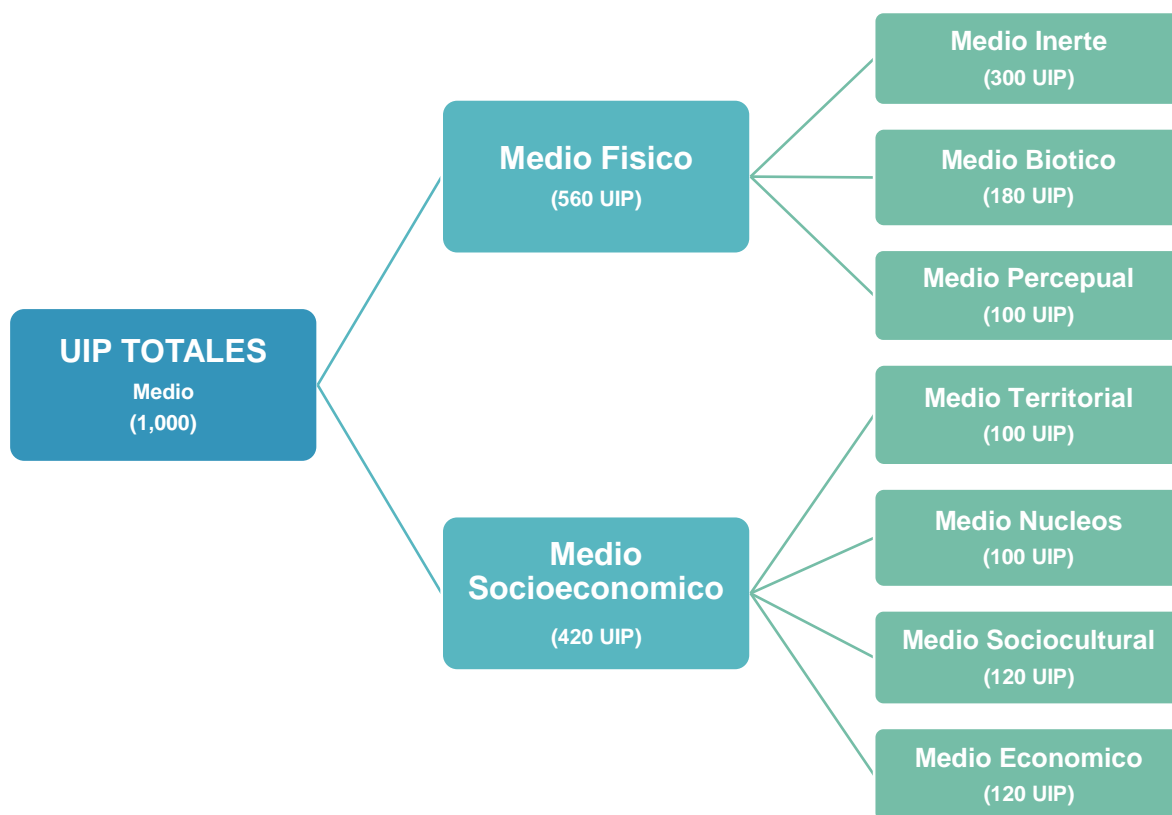 UIP TOTALES
Medio
(1,000)
Medio Fisico
(560 UIP)
Medio Inerte
(300 UIP)
Medio Biotico
(180 UIP)
Medio Percepual
(100 UIP)
Medio
Socioeconomico
(420 UIP)
Medio Territorial
(100 UIP)
Medio Nucleos
(100 UIP)
Medio Sociocultural
(120 UIP)
Medio Economico
(120 UIP)